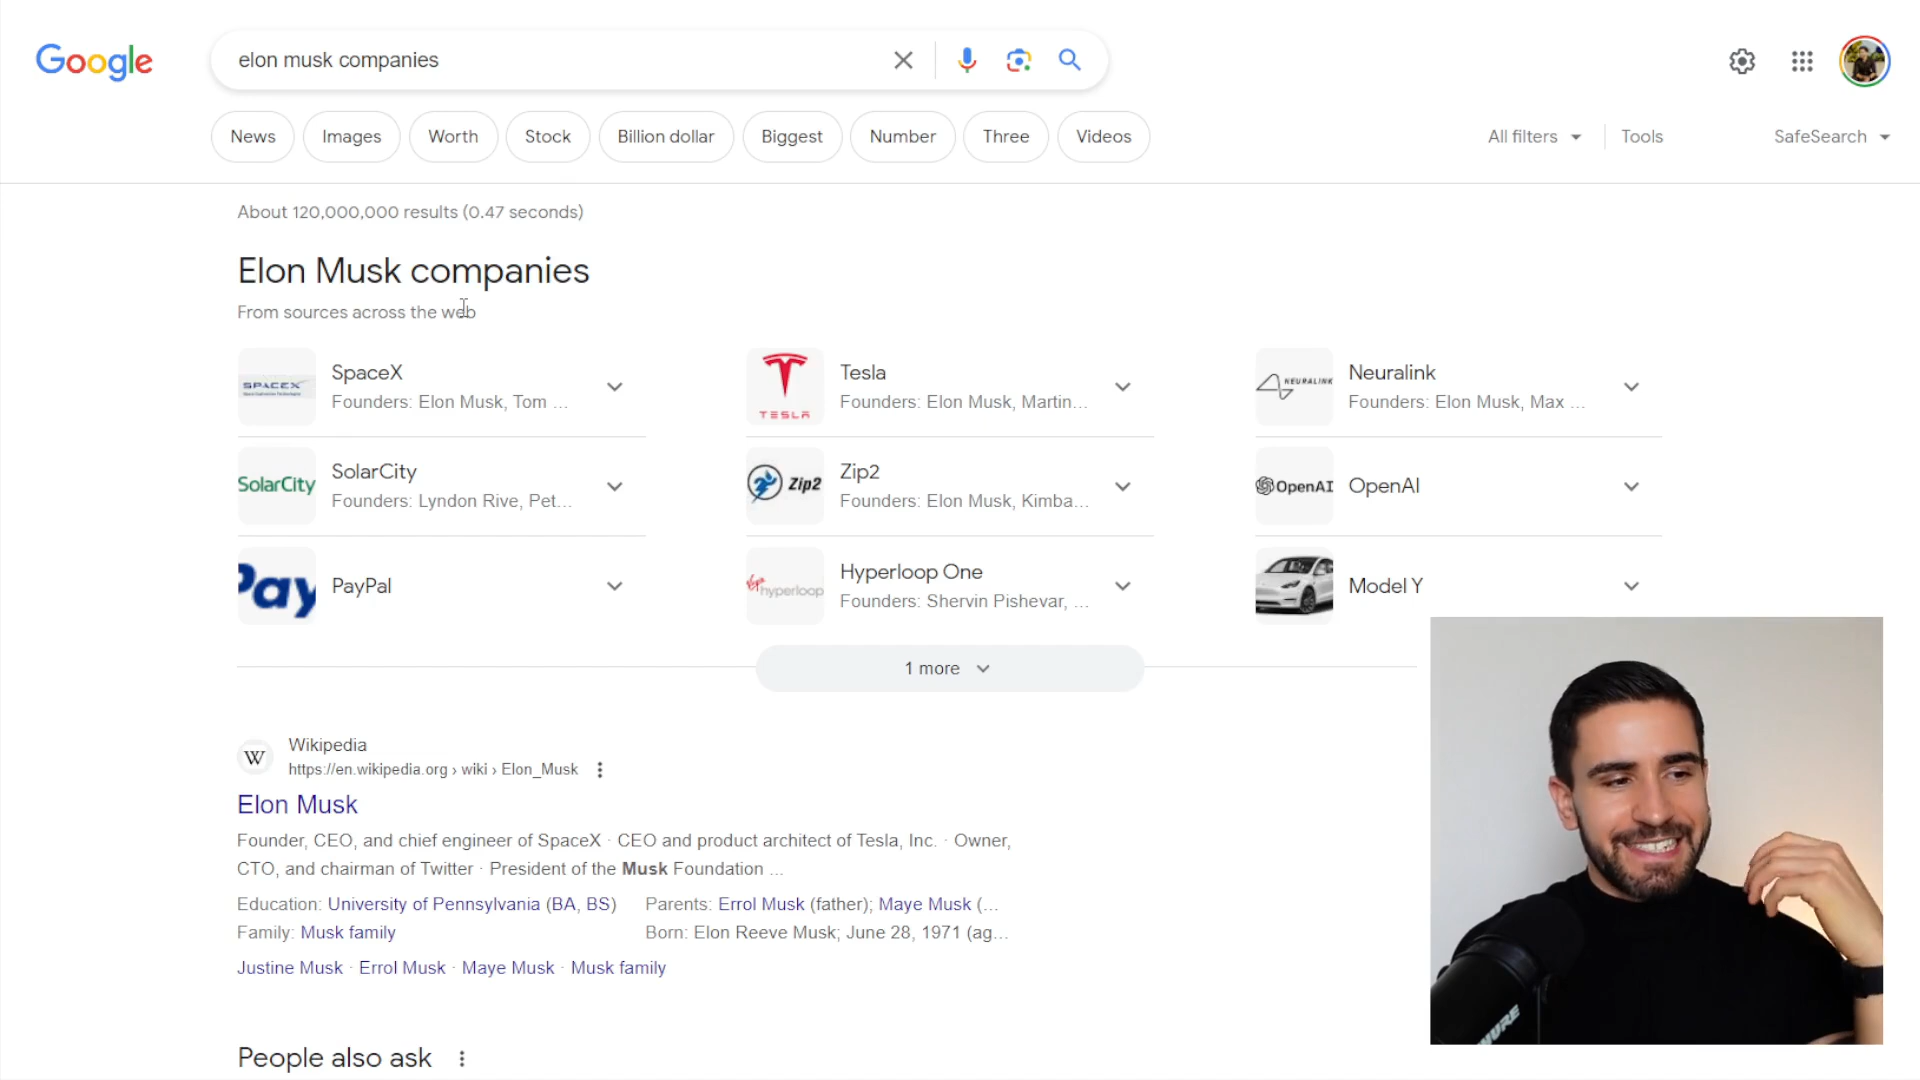 Google
elon musk companies
News
Images
Worth
Stock
Billion dollar
Biggest
Number
Three
Videos
All filters
Tools
SafeSearch
About 120,000,000 results (0.47 seconds)
Elon Musk companies
From sources across the web
SPACEX
SpaceX
Founders: Elon Musk, Tom ...
TESLA
Tesla
Founders: Elon Musk, Martin...
NEURALINK
Neuralink
Founders: Elon Musk, Max ...
SolarCity
SolarCity
Founders: Lyndon Rive, Pet...
Zip2
Zip2
Founders: Elon Musk, Kimba...
OpenAI
OpenAI
Pay
PayPal
hyperloop
Hyperloop One
Founders: Shervin Pishevar, ...
Model Y
1 more
W
Wikipedia
https://en.wikipedia.org › wiki › Elon_Musk
Elon Musk
Founder, CEO, and chief engineer of SpaceX · CEO and product architect of Tesla, Inc. · Owner,
CTO, and chairman of Twitter · President of the Musk Foundation ...
Education: University of Pennsylvania (BA, BS)
Parents: Errol Musk (father); Maye Musk (...
Family: Musk family
Born: Elon Reeve Musk; June 28, 1971 (ag...
Justine Musk · Errol Musk · Maye Musk · Musk family
People also ask